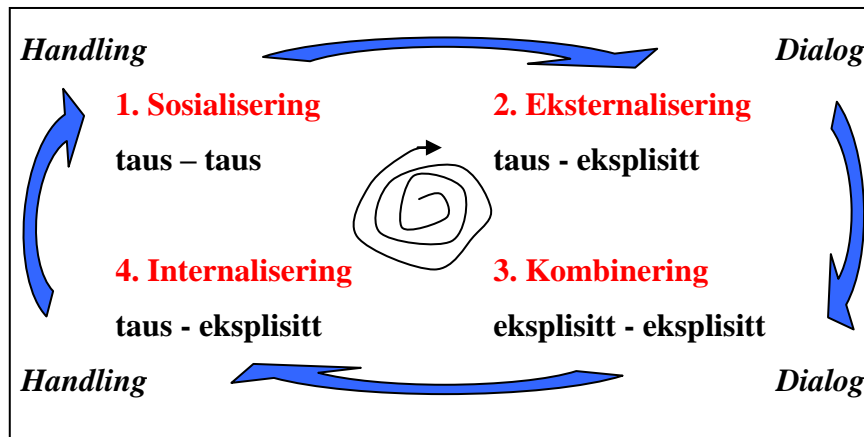 Handling
Dialog
1. Sosialisering
2. Eksternalisering
taus – taus
taus - eksplisitt
4. Internalisering
3. Kombinering
taus - eksplisitt
eksplisitt - eksplisitt
Handling
Dialog